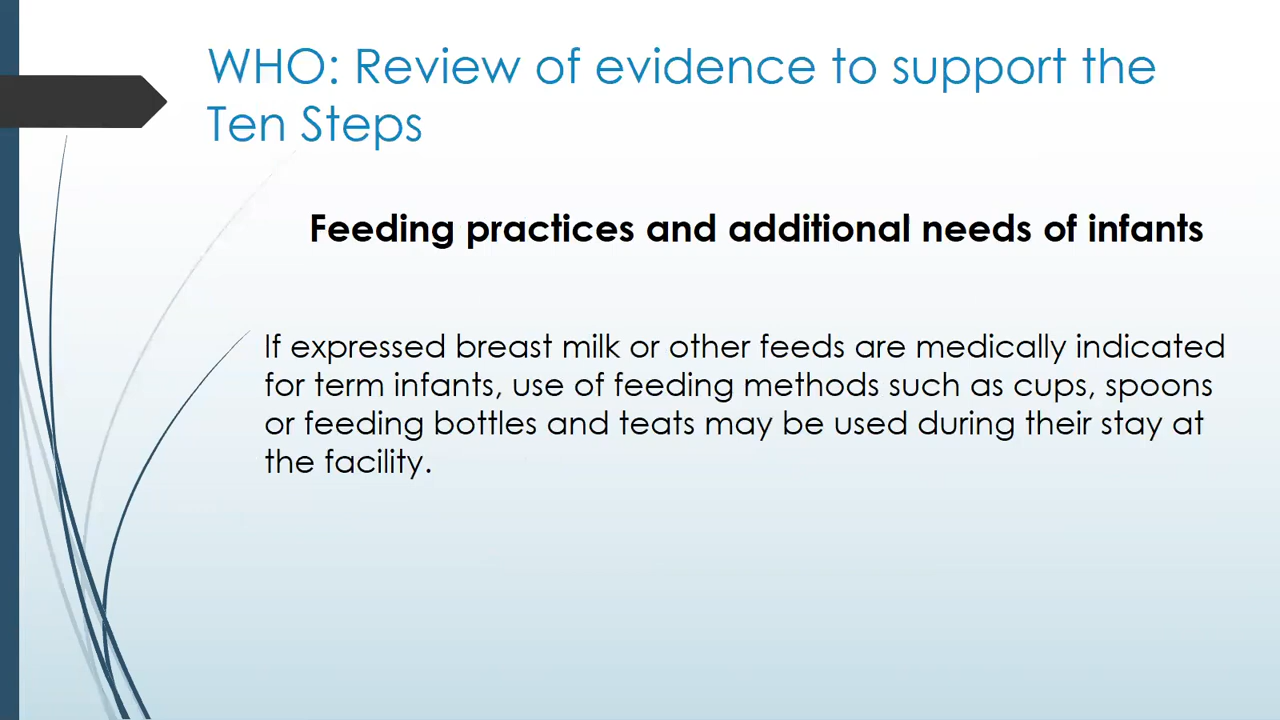 WHO: Review of evidence to support the
Ten Steps
Feeding practices and additional needs of infants
If expressed breast milk or other feeds are medically indicated
for term infants, use of feeding methods such as cups, spoons
or feeding bottles and teats may be used during their stay at
the facility.